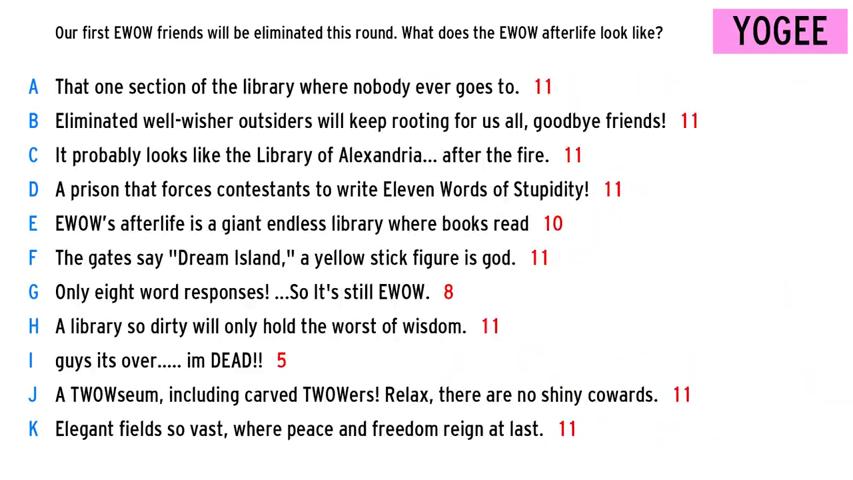 Our first EWOW friends will be eliminated this round. What does the EWOW afterlife look like?
YOGEE
A That one section of the library where nobody ever goes to. 11
B Eliminated well-wisher outsiders will keep rooting for us all, goodbye friends! 11
C It probably looks like the Library of Alexandria... after the fire. 11
D A prison that forces contestants to write Eleven Words of Stupidity! 11
E EWOW's afterlife is a giant endless library where books read 10
F The gates say "Dream Island," a yellow stick figure is god. 11
G Only eight word responses! ...So It's still EWOW. 8
H A library so dirty will only hold the worst of wisdom. 11
I guys its over..... im DEAD!! 5
J A TWOWseum, including carved TWOWers! Relax, there are no shiny cowards. 11
K Elegant fields so vast, where peace and freedom reign at last. 11